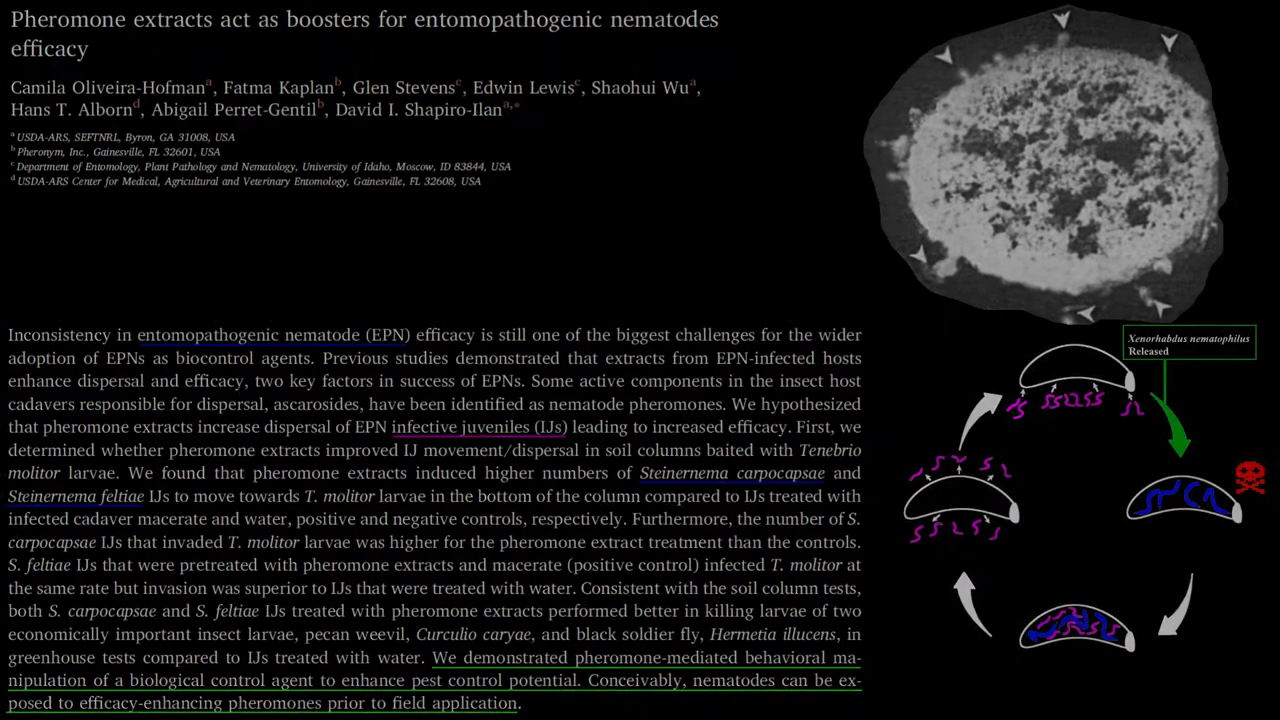 Pheromone extracts act as boosters for entomopathogenic nematodes
efficacy
Camila Oliveira-Hofman a, Fatma Kaplan b, Glen Stevens c, Edwin Lewis c, Shaohui Wu a,
Hans T. Alborn d, Abigail Perret-Gentil b, David I. Shapiro-Ilan a,*
a USDA-ARS, SEFTNRL, Byron, GA 31008, USA
b Pheronym, Inc., Gainesville, FL 32601, USA
c Department of Entomology, Plant Pathology and Nematology, University of Idaho, Moscow, ID 83844, USA
d USDA-ARS Center for Medical, Agricultural and Veterinary Entomology, Gainesville, FL 32608, USA
Inconsistency in entomopathogenic nematode (EPN) efficacy is still one of the biggest challenges for the wider
adoption of EPNs as biocontrol agents. Previous studies demonstrated that extracts from EPN-infected hosts
enhance dispersal and efficacy, two key factors in success of EPNs. Some active components in the insect host
cadavers responsible for dispersal, ascarosides, have been identified as nematode pheromones. We hypothesized
that pheromone extracts increase dispersal of EPN infective juveniles (IJs) leading to increased efficacy. First, we
determined whether pheromone extracts improved IJ movement/dispersal in soil columns baited with Tenebrio
molitor larvae. We found that pheromone extracts induced higher numbers of Steinernema carpocapsae and
Steinernema feltiae IJs to move towards T. molitor larvae in the bottom of the column compared to IJs treated with
infected cadaver macerate and water, positive and negative controls, respectively. Furthermore, the number of S.
carpocapsae IJs that invaded T. molitor larvae was higher for the pheromone extract treatment than the controls.
S. feltiae IJs that were pretreated with pheromone extracts and macerate (positive control) infected T. molitor at
the same rate but invasion was superior to IJs that were treated with water. Consistent with the soil column tests,
both S. carpocapsae and S. feltiae IJs treated with pheromone extracts performed better in killing larvae of two
economically important insect larvae, pecan weevil, Curculio caryae, and black soldier fly, Hermetia illucens, in
greenhouse tests compared to IJs treated with water. We demonstrated pheromone-mediated behavioral ma-
nipulation of a biological control agent to enhance pest control potential. Conceivably, nematodes can be ex-
posed to efficacy-enhancing pheromones prior to field application.
Xenorhabdus nematophilus
Released